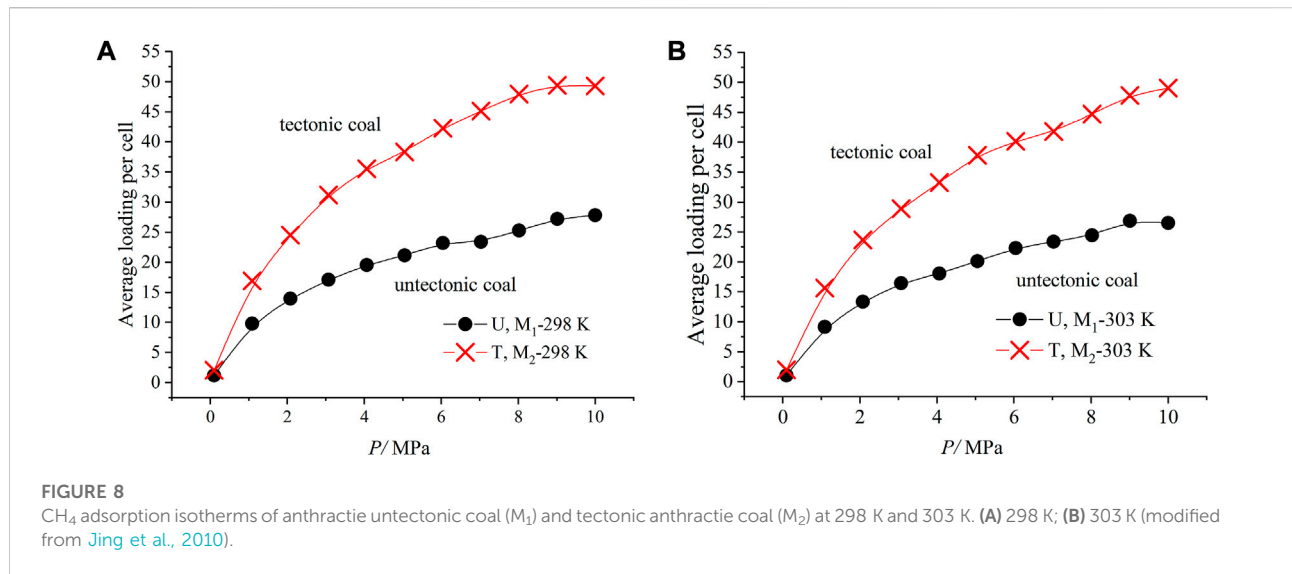 A
55
50
45
40
35
30
25
20
15
10
5
0
Average loading per cell
tectonic coal
untectonic coal
U, M₁-298 K
T, M₂-298 K
0 2 4 6 8 10
P/ MPa
B
55
50
45
40
35
30
25
20
15
10
5
0
Average loading per cell
tectonic coal
untectonic coal
U, M₁-303 K
T, M₂-303 K
0 2 4 6 8 10
P/ MPa
FIGURE 8
CH₄ adsorption isotherms of anthractie untectonic coal (M₁) and tectonic anthractie coal (M₂) at 298 K and 303 K. (A) 298 K; (B) 303 K (modified
from Jing et al., 2010).